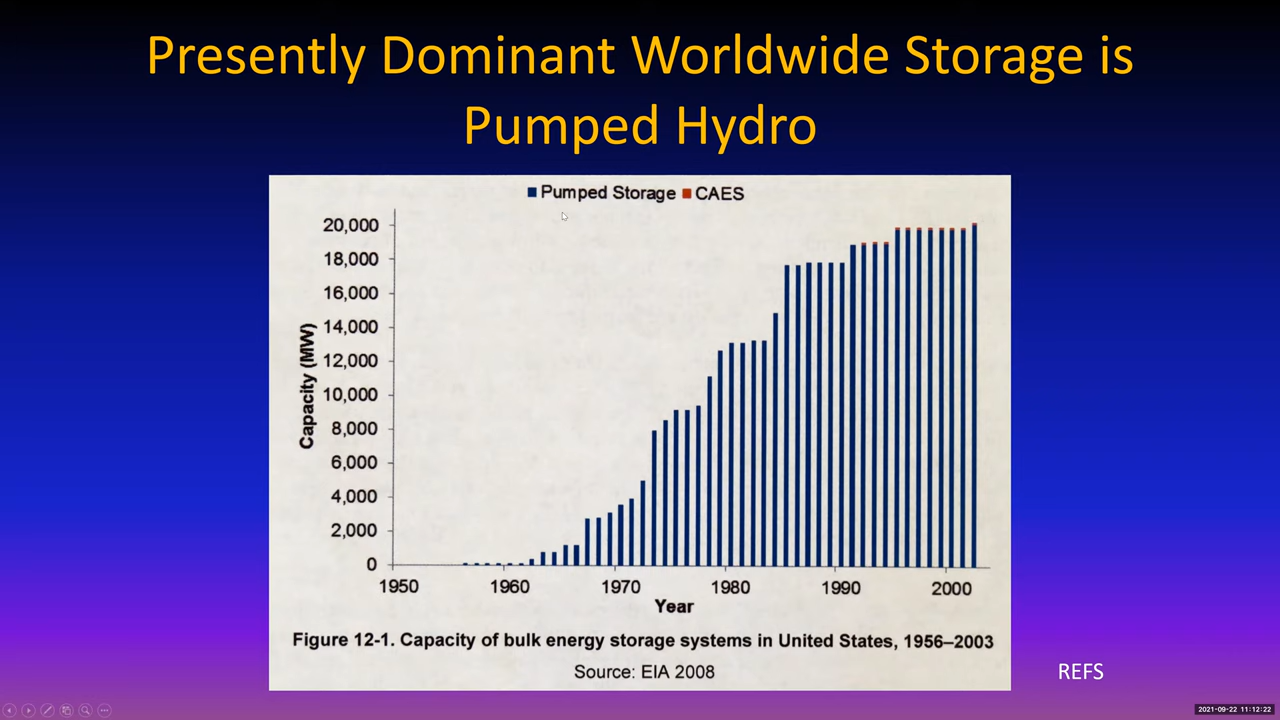 Presently Dominant Worldwide Storage is
Pumped Hydro
Pumped Storage CAES
20,000
18,000
16,000
14,000
12,000
10,000
8,000
6,000
4,000
2,000
0
Capacity (MW)
1950 1960 1970 1980 1990 2000
Year
Figure 12-1. Capacity of bulk energy storage systems in United States, 1956–2003
Source: EIA 2008
REFS
2021-09-22 11:12:22